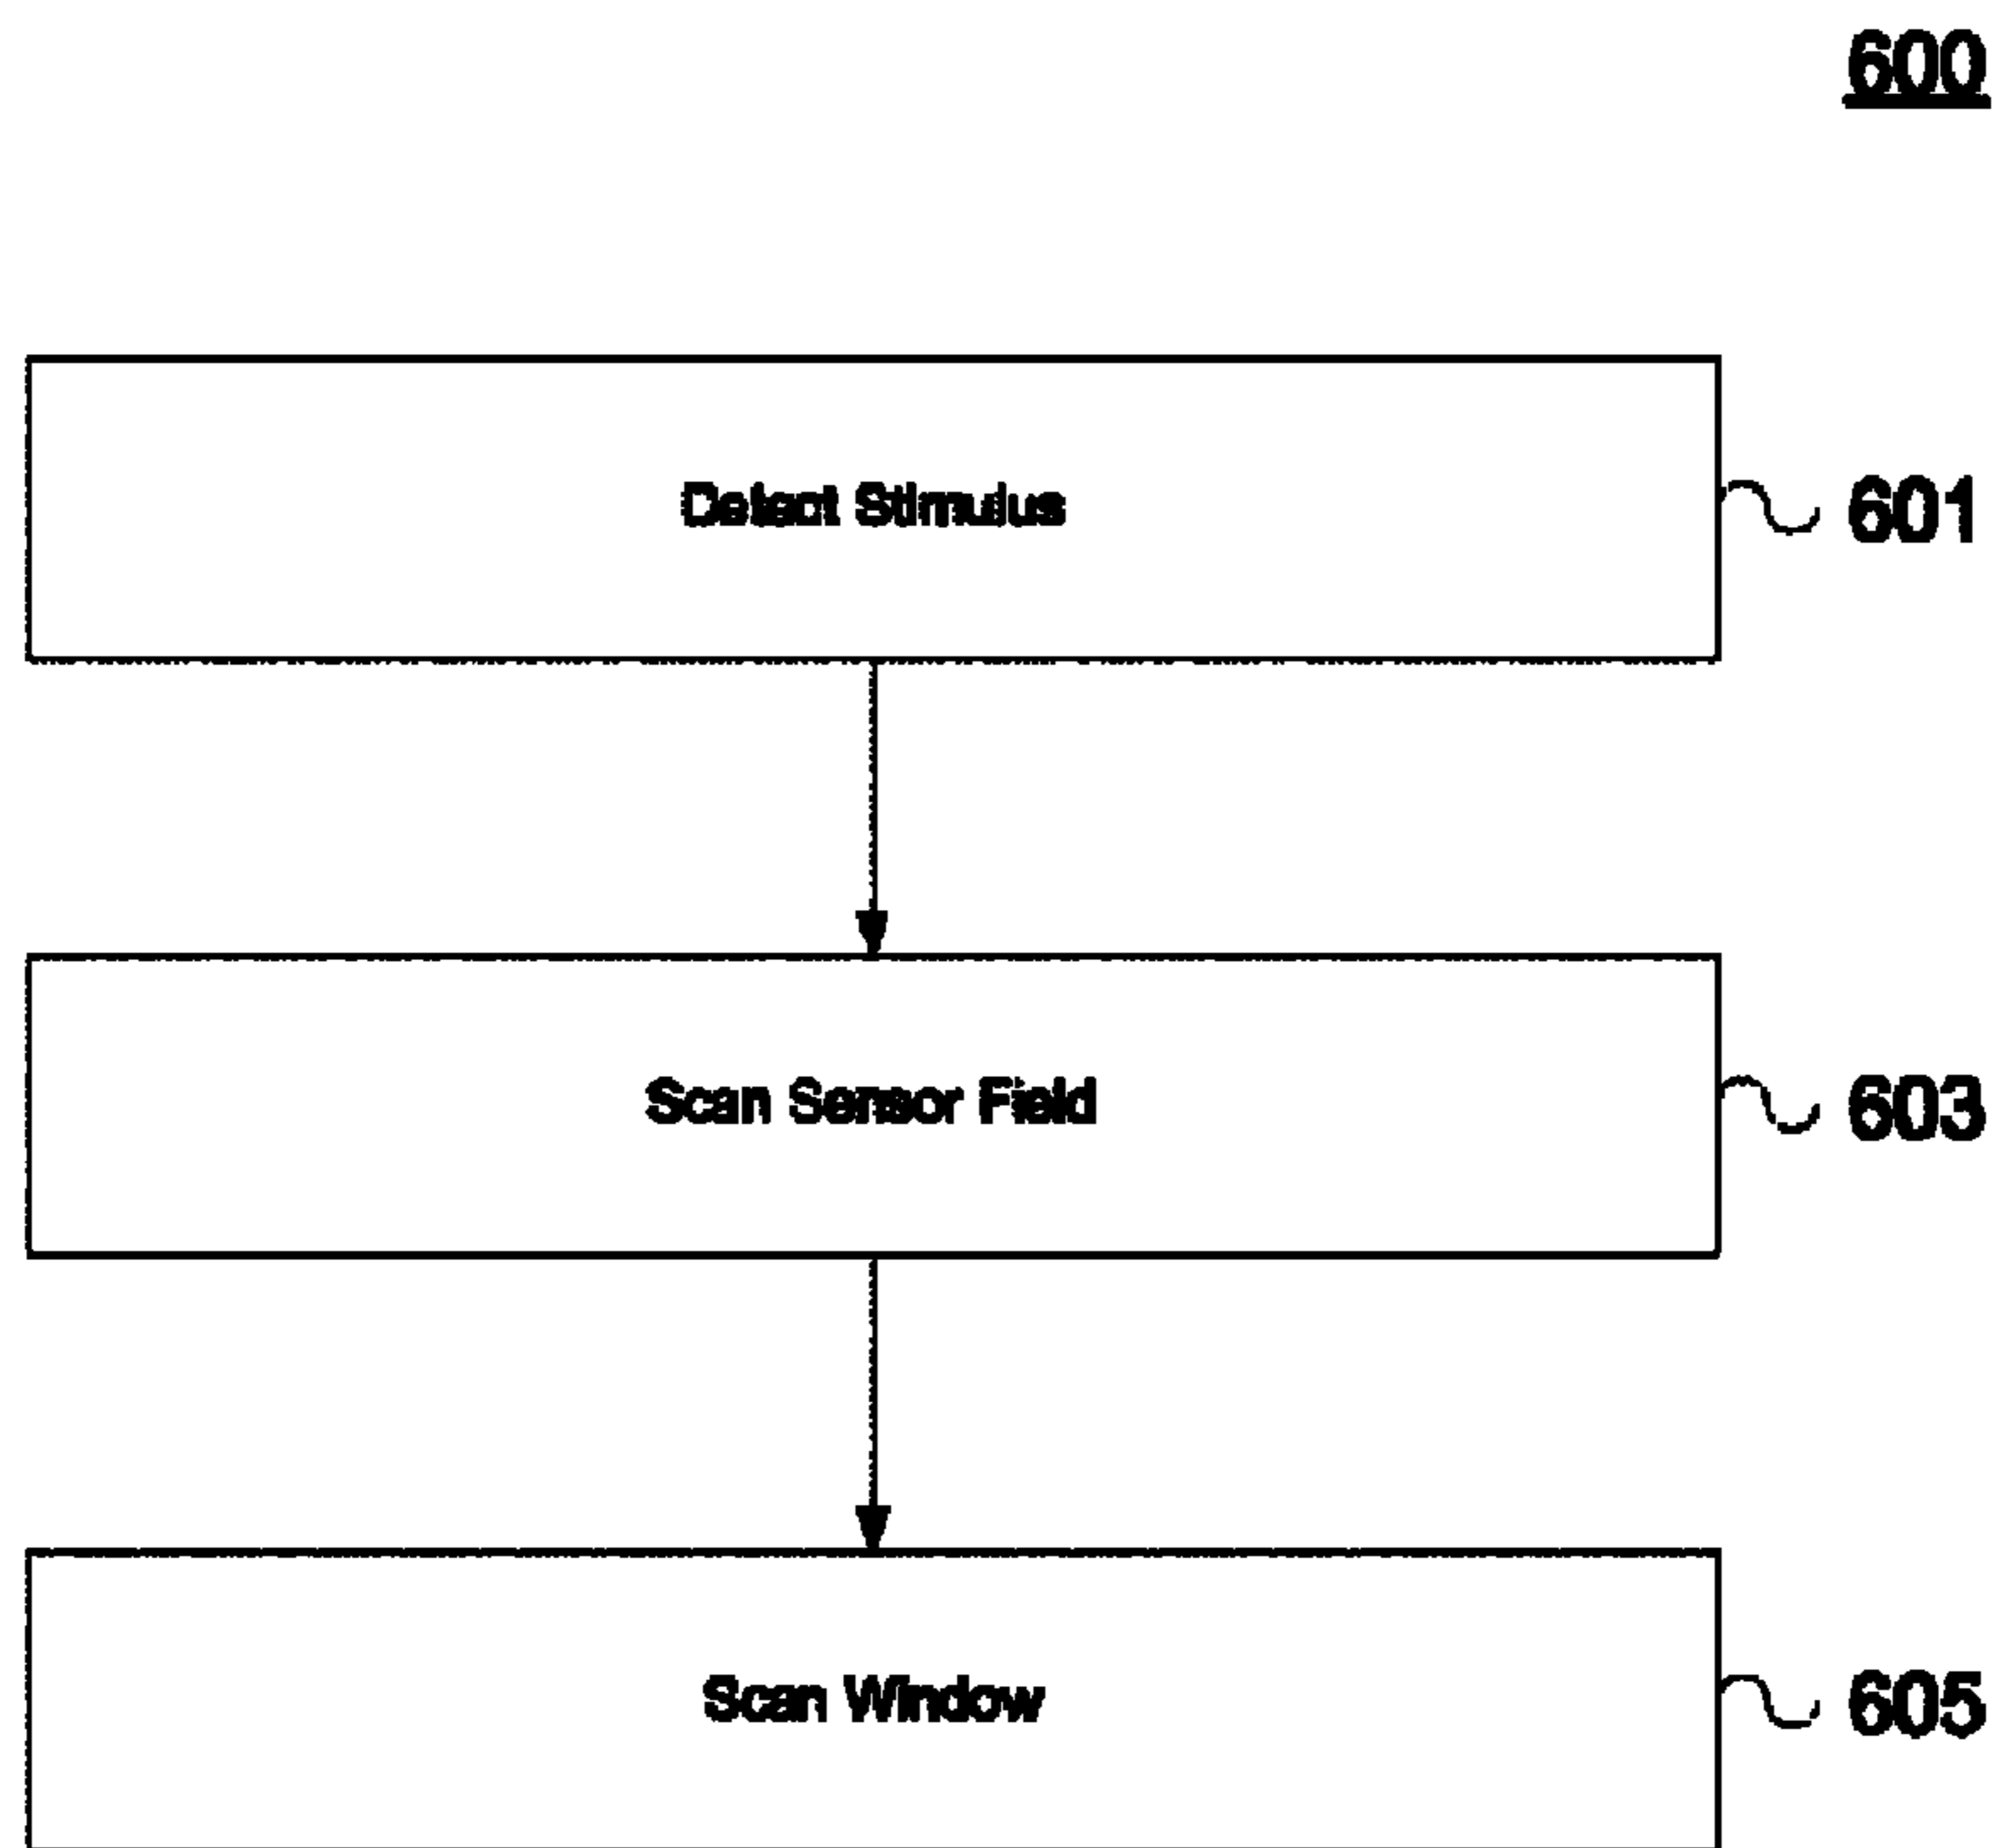 600
Detect Stimulus
601
Scan Sensor Field
603
Scan Window
605